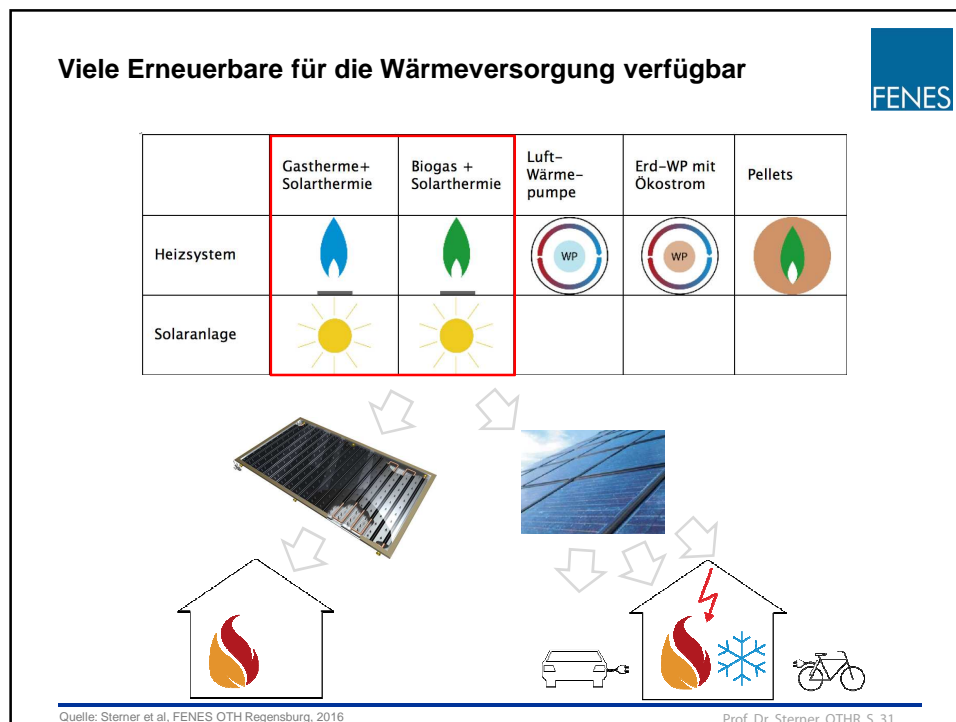 Viele Erneuerbare für die Wärmeversorgung verfügbar
FENES
Gastherme+
Solarthermie
Biogas +
Solarthermie
Luft-
Wärme-
pumpe
Erd-WP mit
Ökostrom
Pellets
Heizsystem
WP
WP
Solaranlage
Quelle: Sterner et al, FENES OTH Regensburg, 2016
Prof. Dr. Sterner, OTHR, S. 31